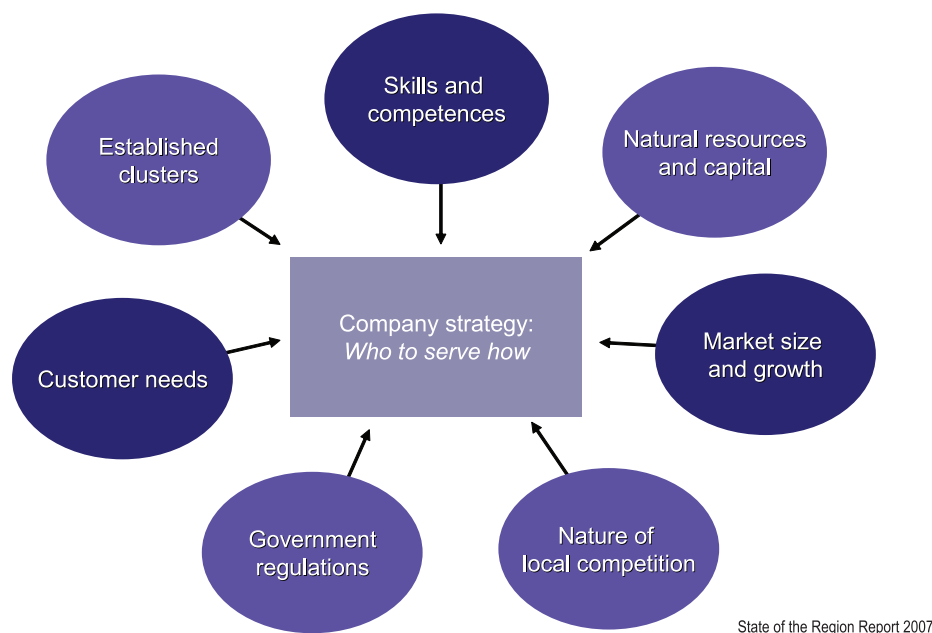 Skills and
competences
Established
clusters
Natural resources
and capital
Company strategy:
Who to serve how
Market size
and growth
Customer needs
Government
regulations
Nature of
local competition
State of the Region Report 2007